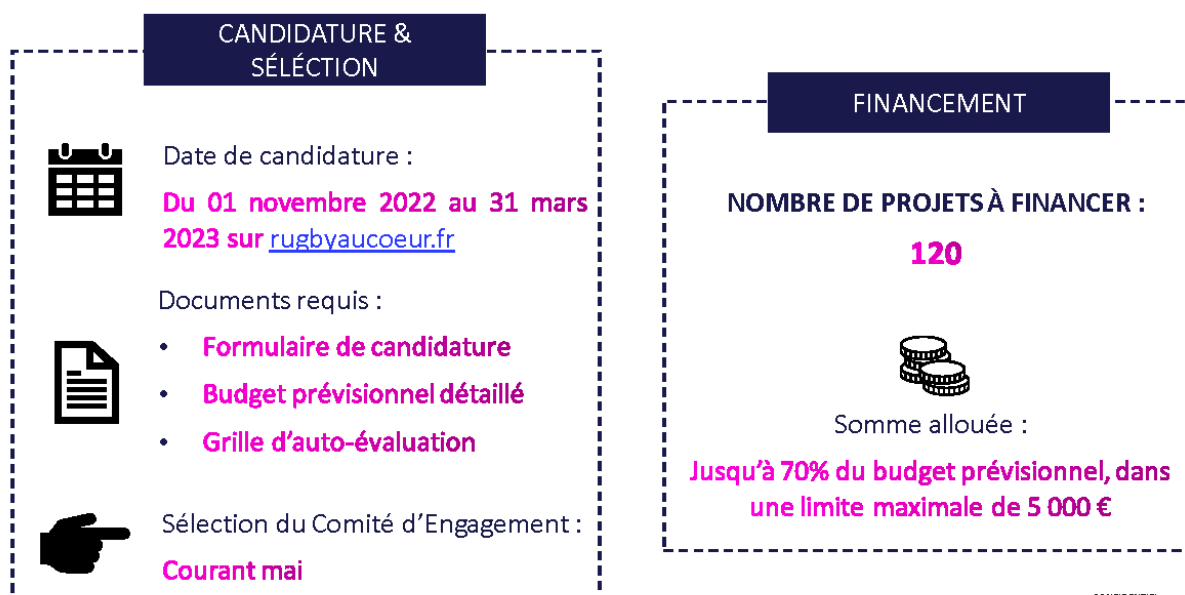 CANDIDATURE &
SÉLÉCTION
Date de candidature :
Du 01 novembre 2022 au 31 mars
2023 sur rugbyaucoeur.fr
Documents requis :
• Formulaire de candidature
• Budget prévisionnel détaillé
• Grille d'auto-évaluation
Sélection du Comité d'Engagement :
Courant mai
FINANCEMENT
NOMBRE DE PROJETS À FINANCER :
120
Somme allouée :
Jusqu'à 70% du budget prévisionnel, dans
une limite maximale de 5 000 €